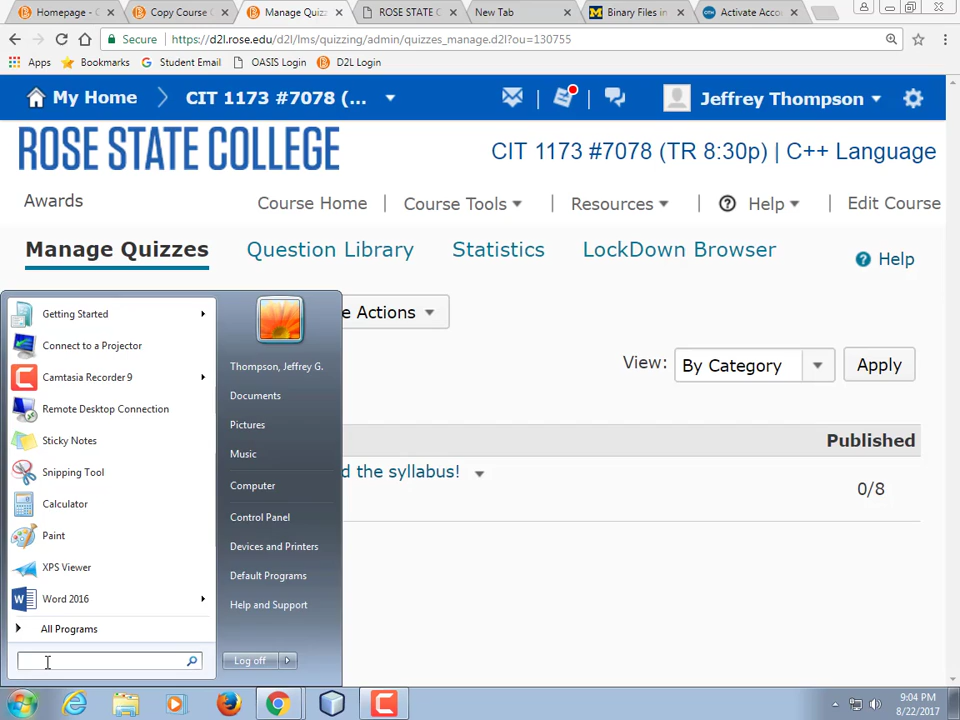 Homepage -
Copy Course
Manage Quiz
ROSE STATE C
New Tab
Binary Files in
Activate Acco
Secure
https://d2l.rose.edu/d2l/lms/quizzing/admin/quizzes_manage.d2l?ou=130755
Apps
Bookmarks
Student Email
OASIS Login
D2L Login
My Home
CIT 1173 #7078 (...
Jeffrey Thompson
ROSE STATE COLLEGE
CIT 1173 #7078 (TR 8:30p) | C++ Language
Awards
Course Home
Course Tools
Resources
Help
Edit Course
Manage Quizzes
Question Library
Statistics
LockDown Browser
Help
e Actions
View:
By Category
Apply
Published
d the syllabus!
0/8
Getting Started
Connect to a Projector
Camtasia Recorder 9
Remote Desktop Connection
Sticky Notes
Snipping Tool
Calculator
Paint
XPS Viewer
Word 2016
All Programs
Thompson, Jeffrey G.
Documents
Pictures
Music
Computer
Control Panel
Devices and Printers
Default Programs
Help and Support
Log off
9:04 PM
8/22/2017